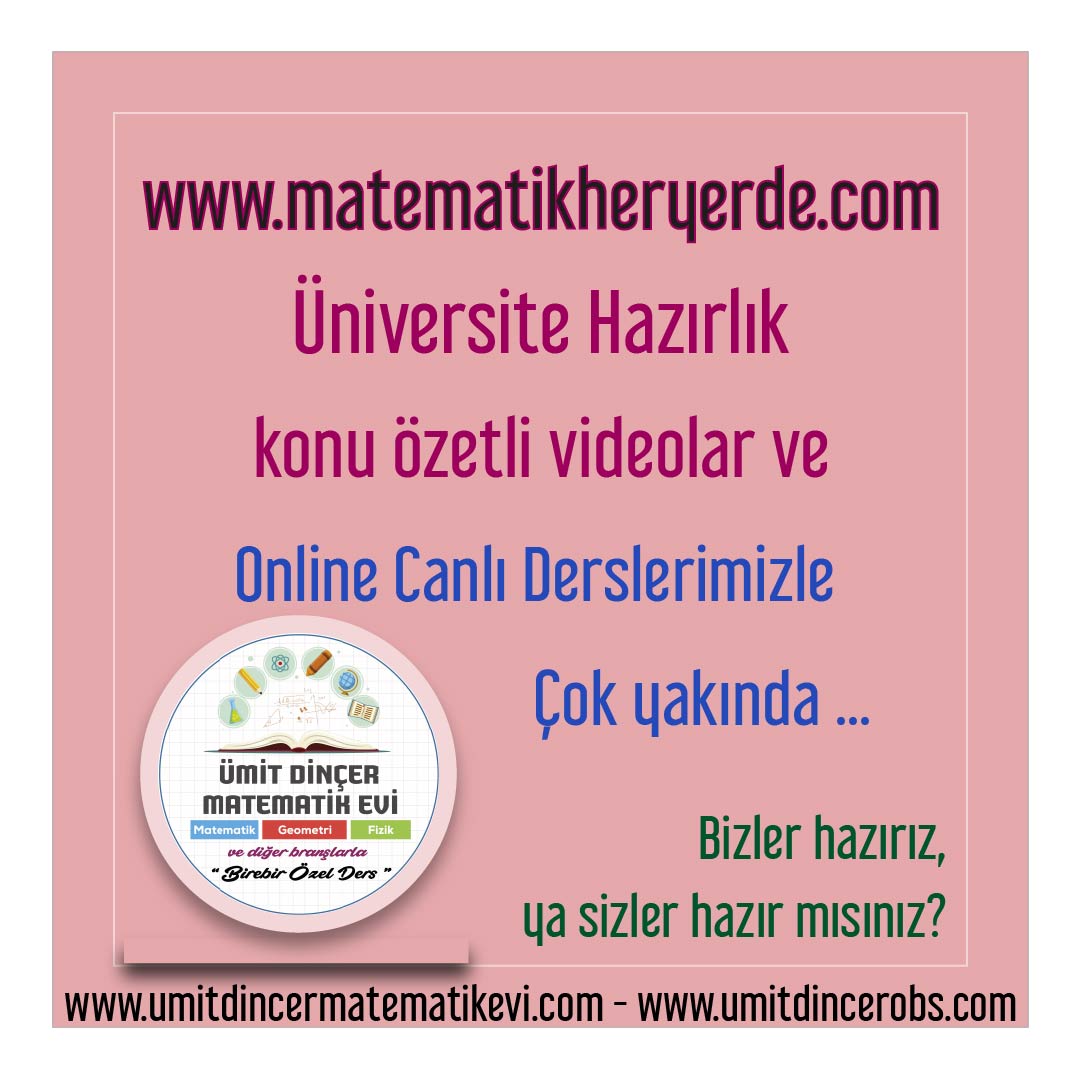 www.matematikheryerde.com
Üniversite Hazırlık
konu özetli videolar ve
Online Canlı Derslerimizle
Çok yakında ...
ÜMİT DİNÇER
MATEMATİK EVİ
Matematik Geometri Fizik
ve diğer branşlarla
“ Birebir Özel Ders ”
Bizler hazırız,
ya sizler hazır mısınız?
www.umitdincermatematikevi.com - www.umitdincerobs.com